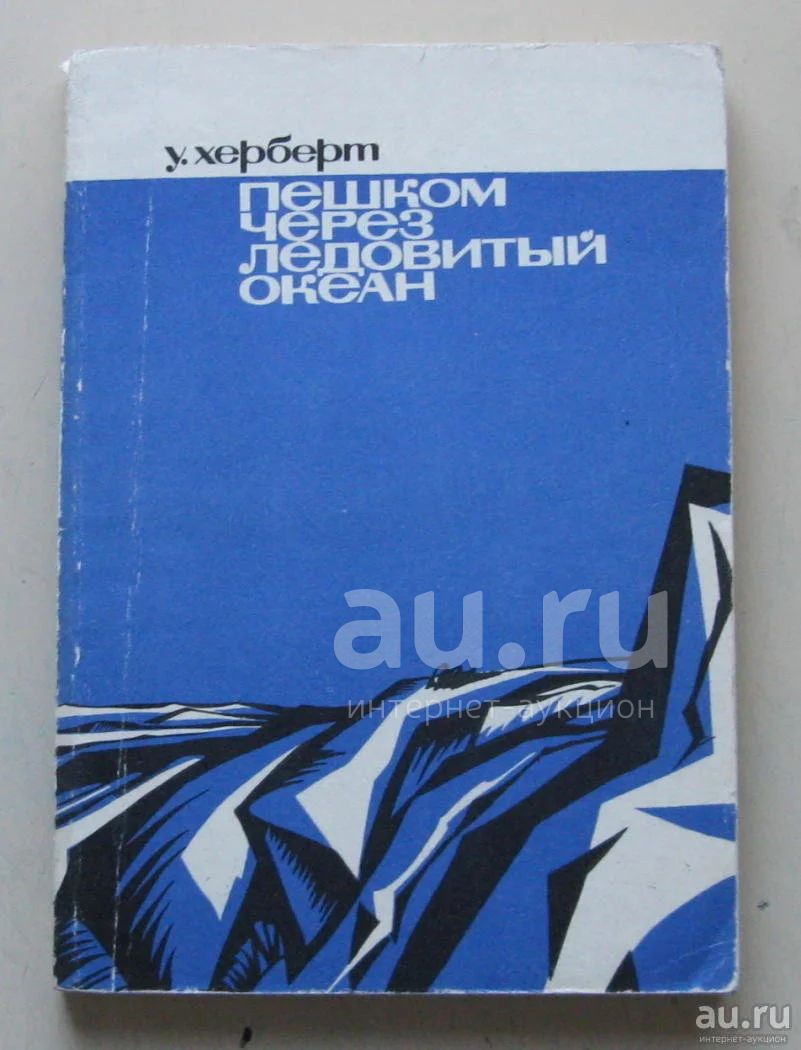 у. херберт
пешком
через
ледовитый
океан
au.ru
интернет-аукцион
au.ru
интернет-аукцион